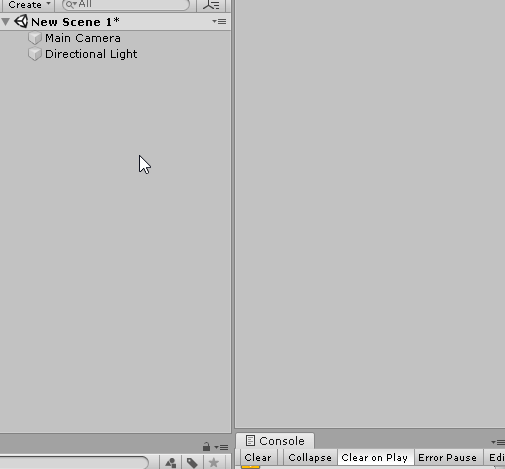 Create All
New Scene 1*
Main Camera
Directional Light
Console
Clear Collapse Clear on Play Error Pause Edi